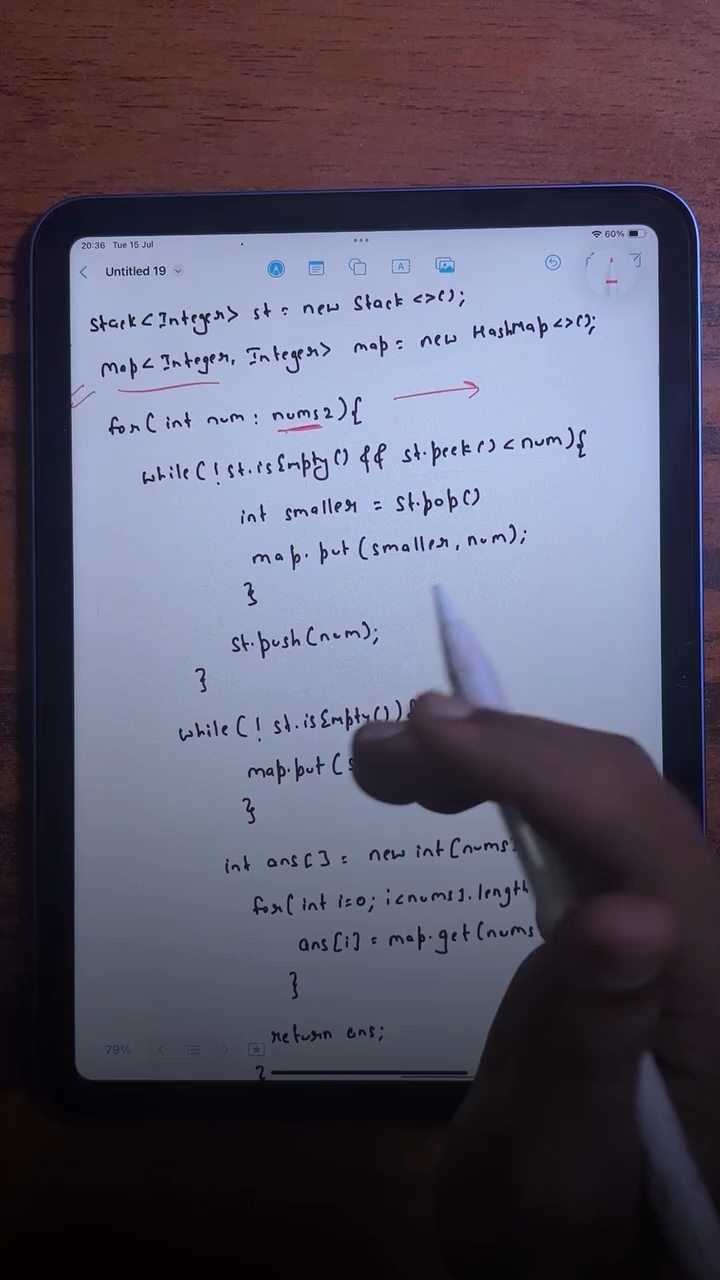 20:36 Tue 15 Jul
60%
Untitled 19
A
Stack<Integer> st = new Stack<>();
Map<Integer, Integer> map = new HashMap<>();
for(int num : nums2){
while(!st.isEmpty() && st.peek()<num){
int smaller = st.pop()
map.put(smaller, num);
}
st.push(num);
}
while(! st.isEmpty()){
map.put(
}
int ans[] = new int[nums
for(int i=0; i<nums1.length
ans[i] = map.get(nums
}
return ans;
79%
}